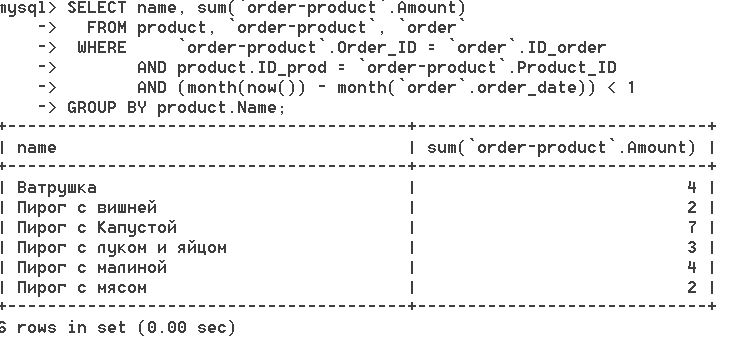 mysql> SELECT name, sum(`order-product`.Amount)
    ->   FROM product, `order-product`, `order`
    ->  WHERE     `order-product`.Order_ID = `order`.ID_order
    ->        AND product.ID_prod = `order-product`.Product_ID
    ->        AND (month(now()) - month(`order`.order_date)) < 1
    -> GROUP BY product.Name;
+----------------------------------------+-----------------------------+
| name                                   | sum(`order-product`.Amount) |
+----------------------------------------+-----------------------------+
| Ватрушка                               |                           4 |
| Пирог с вишней                         |                           2 |
| Пирог с Капустой                       |                           7 |
| Пирог с луком и яйцом                  |                           3 |
| Пирог с малиной                        |                           4 |
| Пирог с мясом                          |                           2 |
+----------------------------------------+-----------------------------+
6 rows in set (0.00 sec)